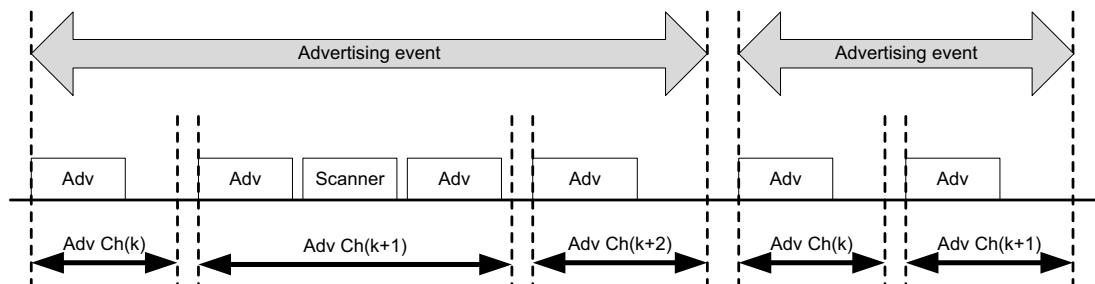 Advertising event Advertising event
Adv Adv Scanner Adv Adv Adv Adv
Adv Ch(k) Adv Ch(k+1) Adv Ch(k+2) Adv Ch(k) Adv Ch(k+1)